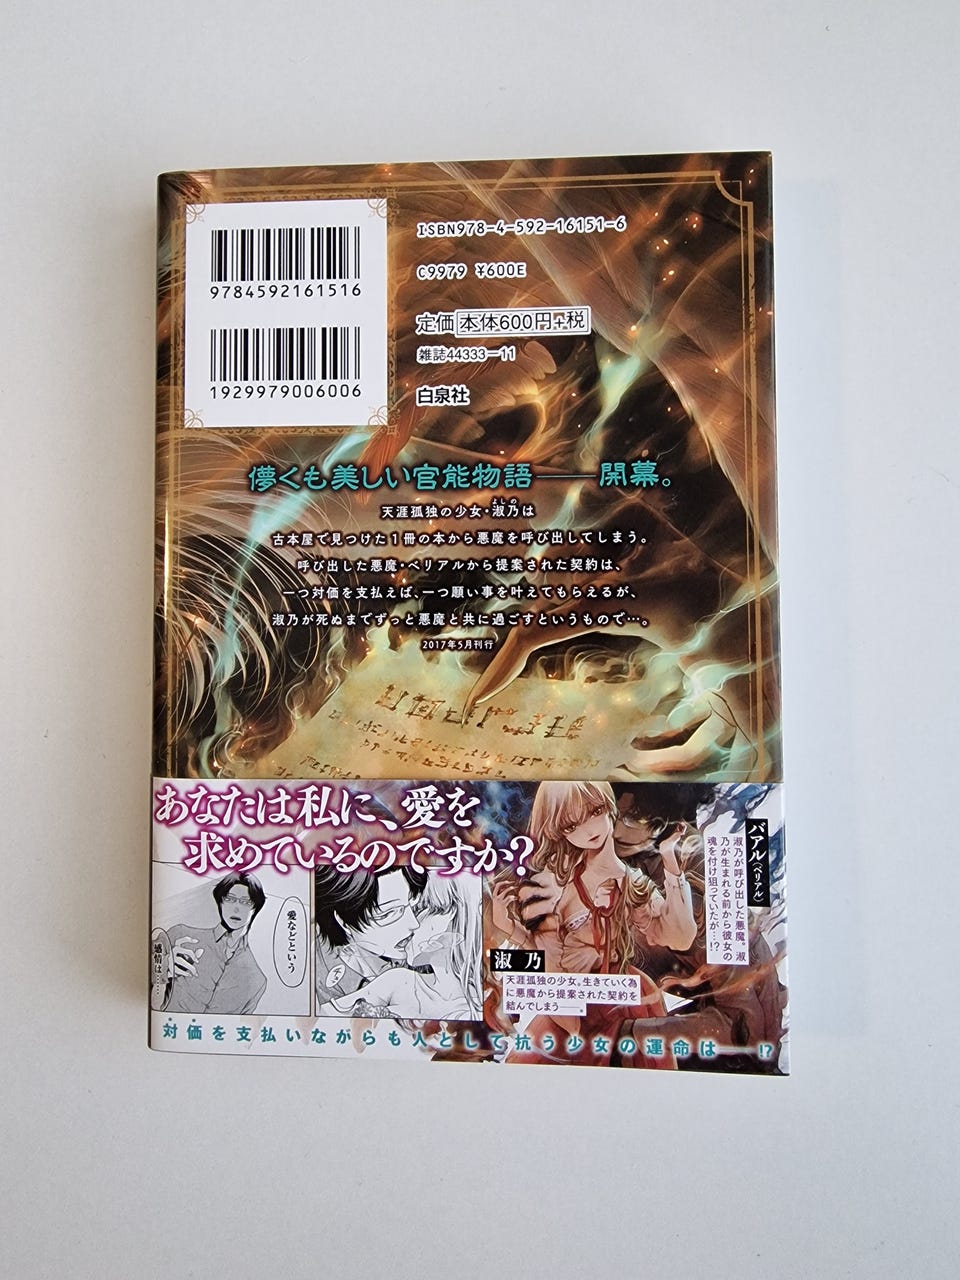 ISBN978-4-592-16151-6
C9979 ¥600E
9784592161516
定価 本体600円+税
雑誌44333-11
1929979006006
白泉社
儚くも美しい官能物語――開幕。
よしの
天涯孤独の少女・淑乃は
古本屋で見つけた1冊の本から悪魔を呼び出してしまう。
呼び出した悪魔・ベリアルから提案された契約は、
一つ対価を支払えば、一つ願い事を叶えてもらえるが、
淑乃が死ぬまでずっと悪魔と共に過ごすというもので…。
2017年5月刊行
あなたは私に、愛を
求めているのですか?
バアル(ベリアル)
淑乃が呼び出した悪魔。淑
乃が生まれる前から彼女の
魂を付け狙っていたが…!?
愛などという
感情は……
淑乃
天涯孤独の少女。生きていく為
に悪魔から提案された契約を
結んでしまう――。
対価を支払いながらも人として抗う少女の運命は――!?